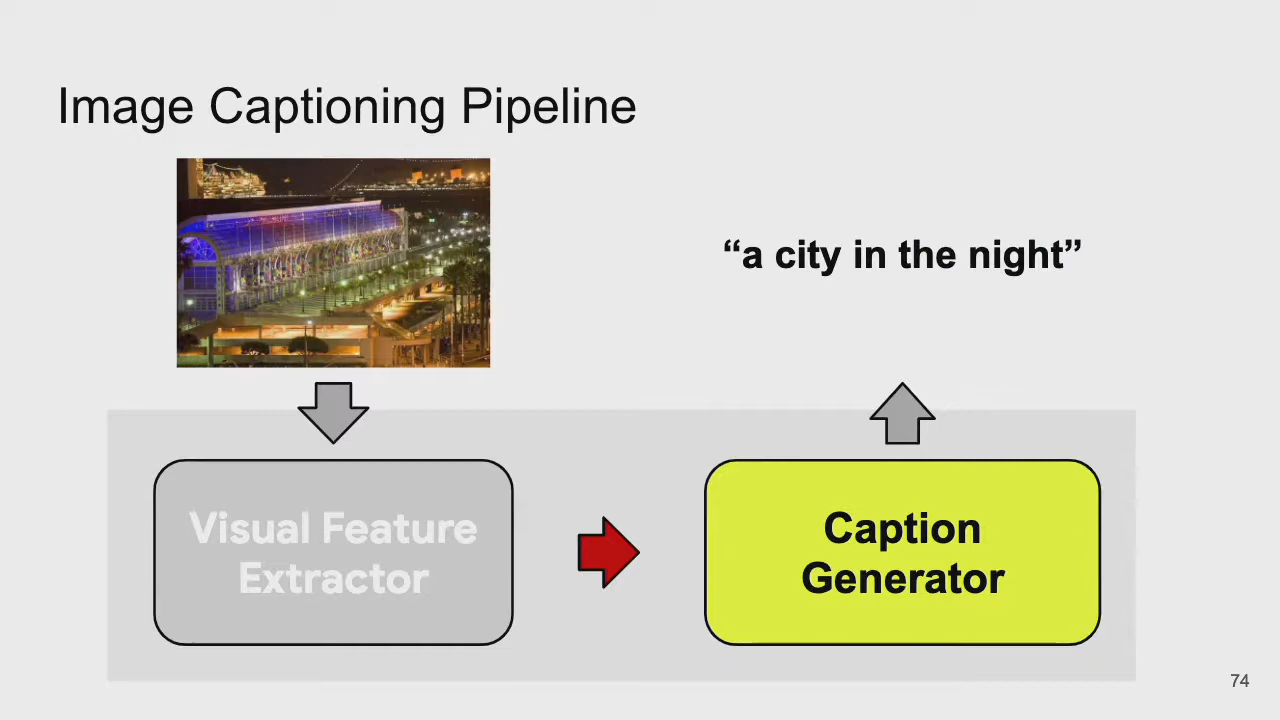 Image Captioning Pipeline
“a city in the night”
Visual Feature
Extractor
Caption
Generator
74